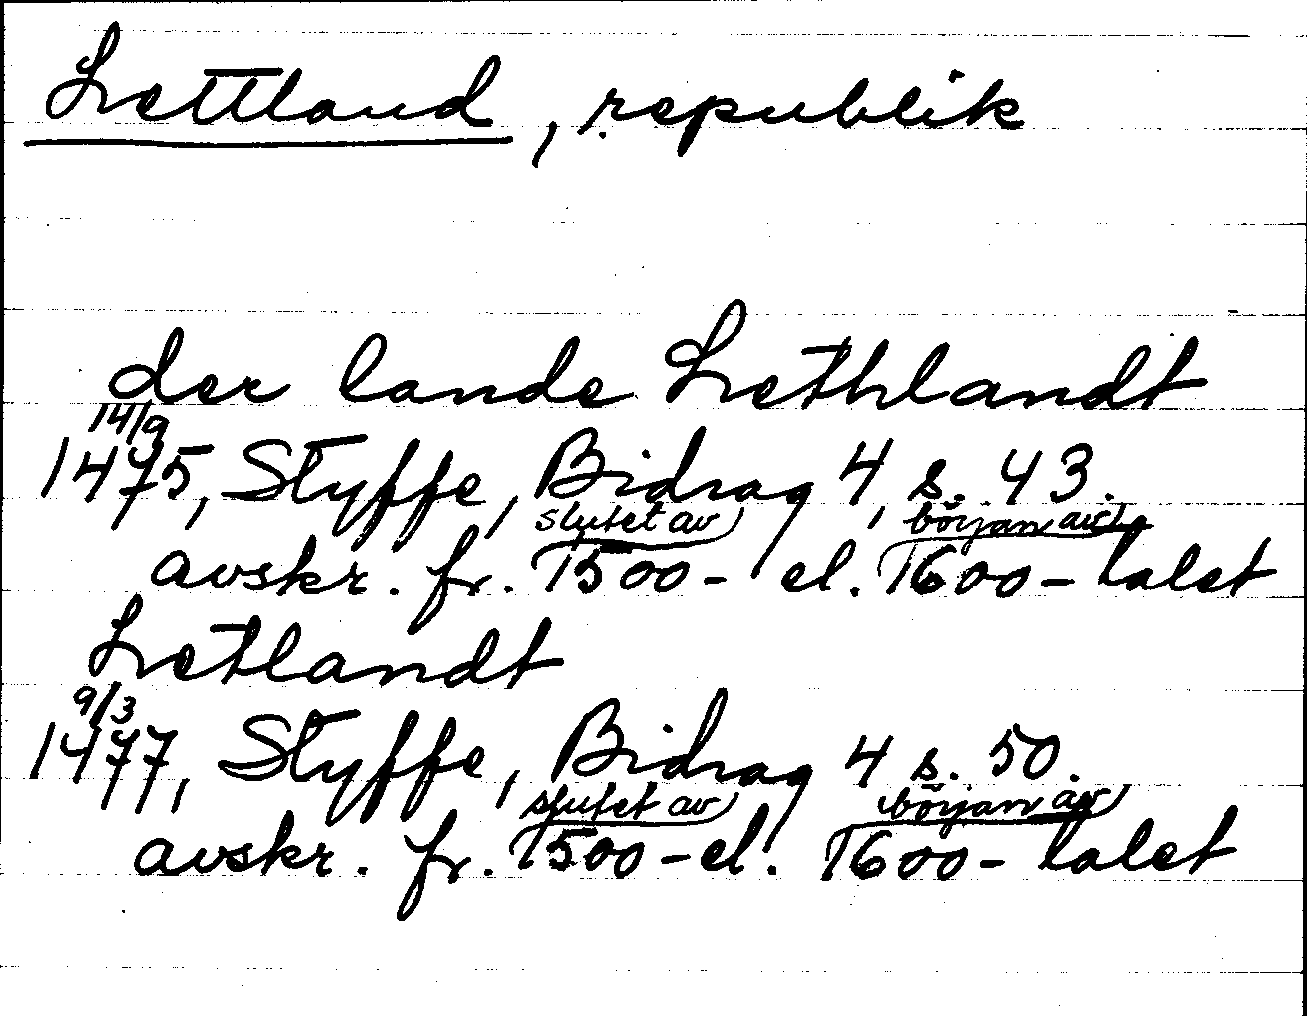 Lettland, republik
der lande Lethlandt
14/9
1475, Styffe, Bidrag 4, s. 43.
slutet av början av
avskr. fr. 1500- el. 1600-talet
Letlandt
9/3
1477, Styffe, Bidrag 4 s. 50.
slutet av början av
avskr. fr. 1500-el. 1600-talet